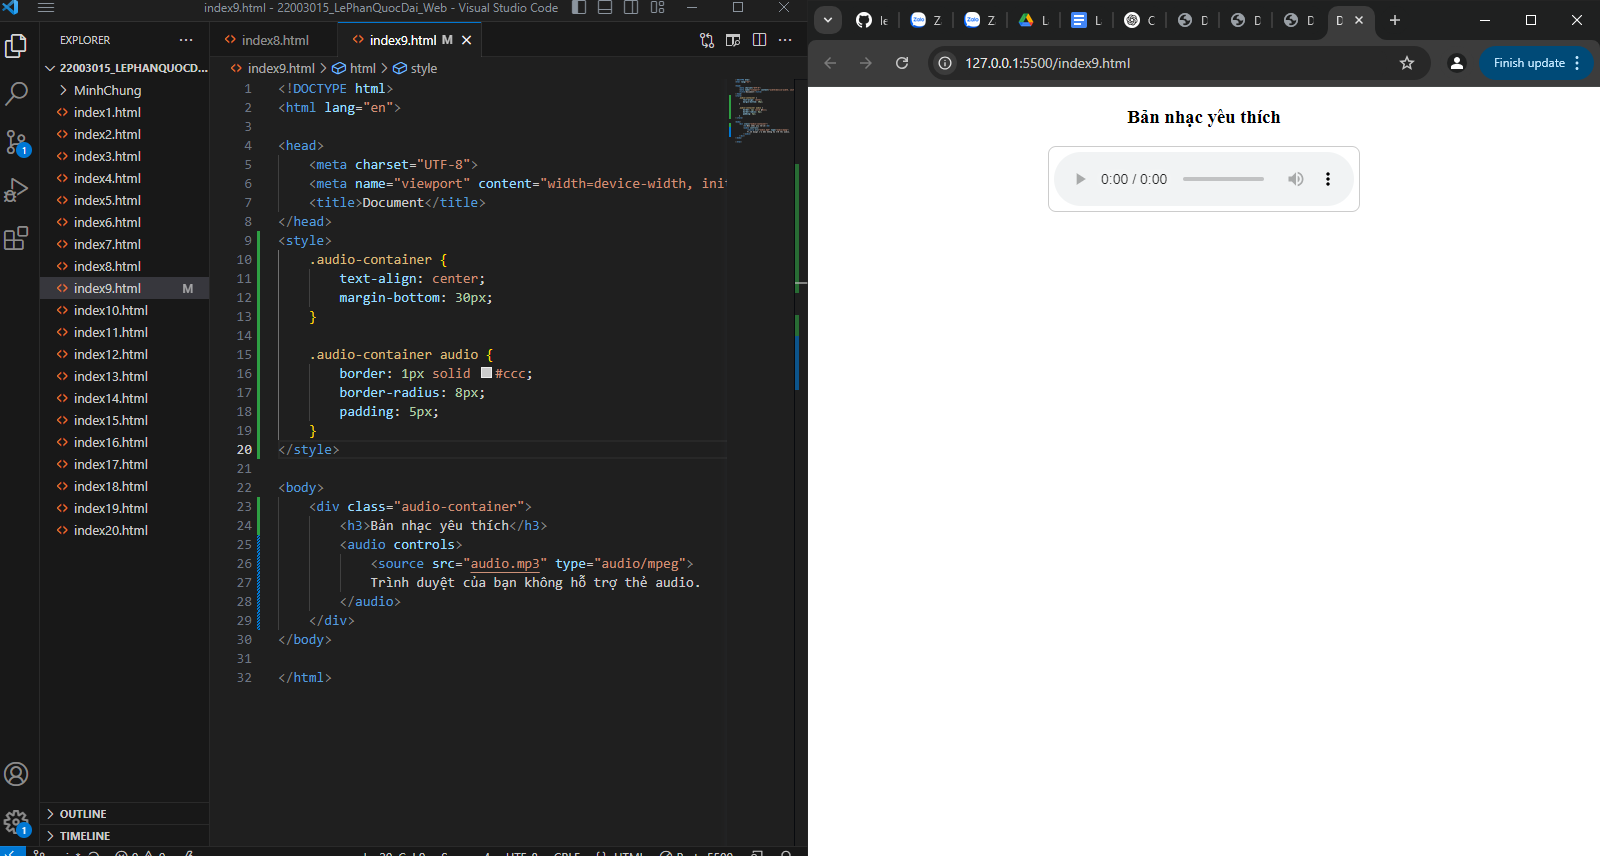 index9.html - 22003015_LePhanQuocDai_Web - Visual Studio Code
EXPLORER
22003015_LEPHANQUOCD...
MinhChung
index1.html
index2.html
index3.html
index4.html
index5.html
index6.html
index7.html
index8.html
index9.html M
index10.html
index11.html
index12.html
index13.html
index14.html
index15.html
index16.html
index17.html
index18.html
index19.html
index20.html
OUTLINE
TIMELINE
1
1
index8.html
index9.html M
index9.html > html > style
1 <!DOCTYPE html>
2 <html lang="en">
3
4 <head>
5 <meta charset="UTF-8">
6 <meta name="viewport" content="width=device-width, init
7 <title>Document</title>
8 </head>
9 <style>
10 .audio-container {
11 text-align: center;
12 margin-bottom: 30px;
13 }
14
15 .audio-container audio {
16 border: 1px solid #ccc;
17 border-radius: 8px;
18 padding: 5px;
19 }
20 </style>
21
22 <body>
23 <div class="audio-container">
24 <h3>Bản nhạc yêu thích</h3>
25 <audio controls>
26 <source src="audio.mp3" type="audio/mpeg">
27 Trình duyệt của bạn không hỗ trợ thẻ audio.
28 </audio>
29 </div>
30 </body>
31
32 </html>
127.0.0.1:5500/index9.html
Finish update
Bản nhạc yêu thích
0:00 / 0:00